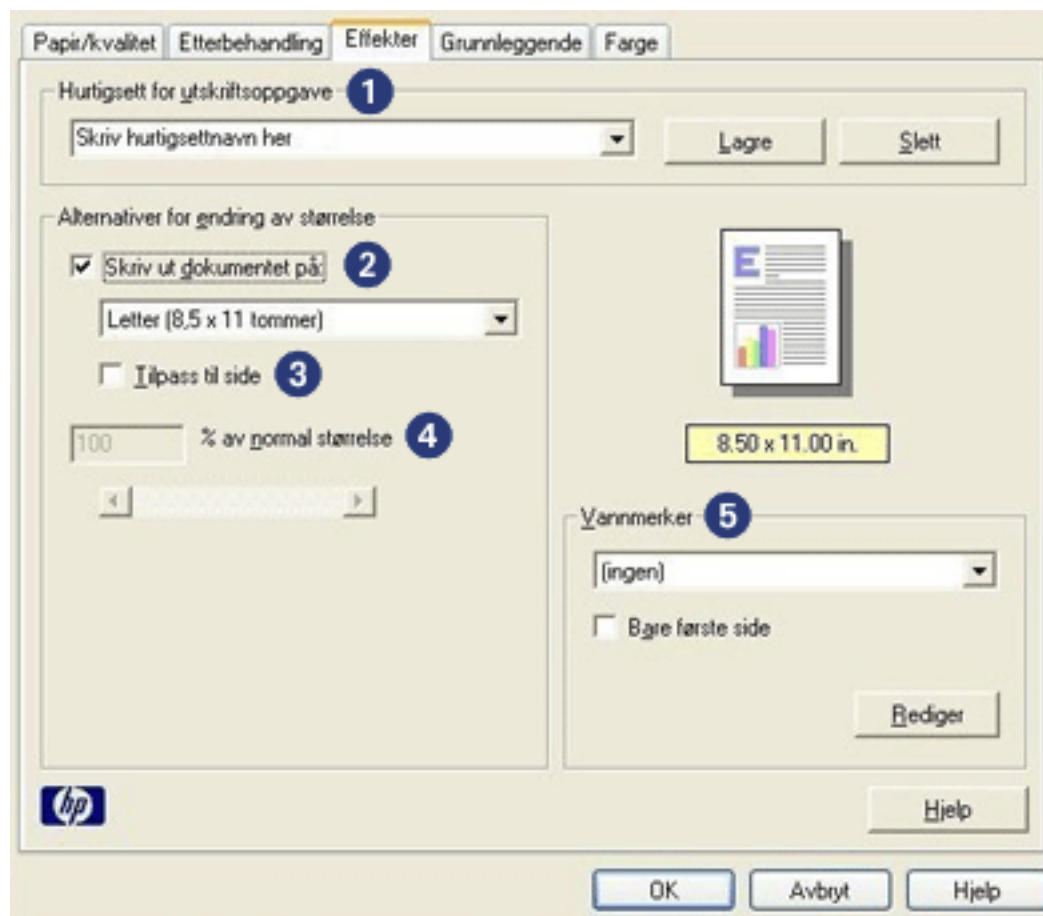 Papir/kvalitet Etterbehandling Effekter Grunnleggende Farge
Hurtigsett for utskriftsoppgave 1
Skriv hurtigsettnavn her Lagre Slett
Alternativer for endring av størrelse
Skriv ut dokumentet på: 2
E
Letter (8,5 x 11 tommer)
Tilpass til side 3
100 % av normal størrelse 4
8.50 x 11.00 in.
Vannmerker 5
(ingen)
Bare første side
Rediger
hp
Hjelp
OK Avbryt Hjelp